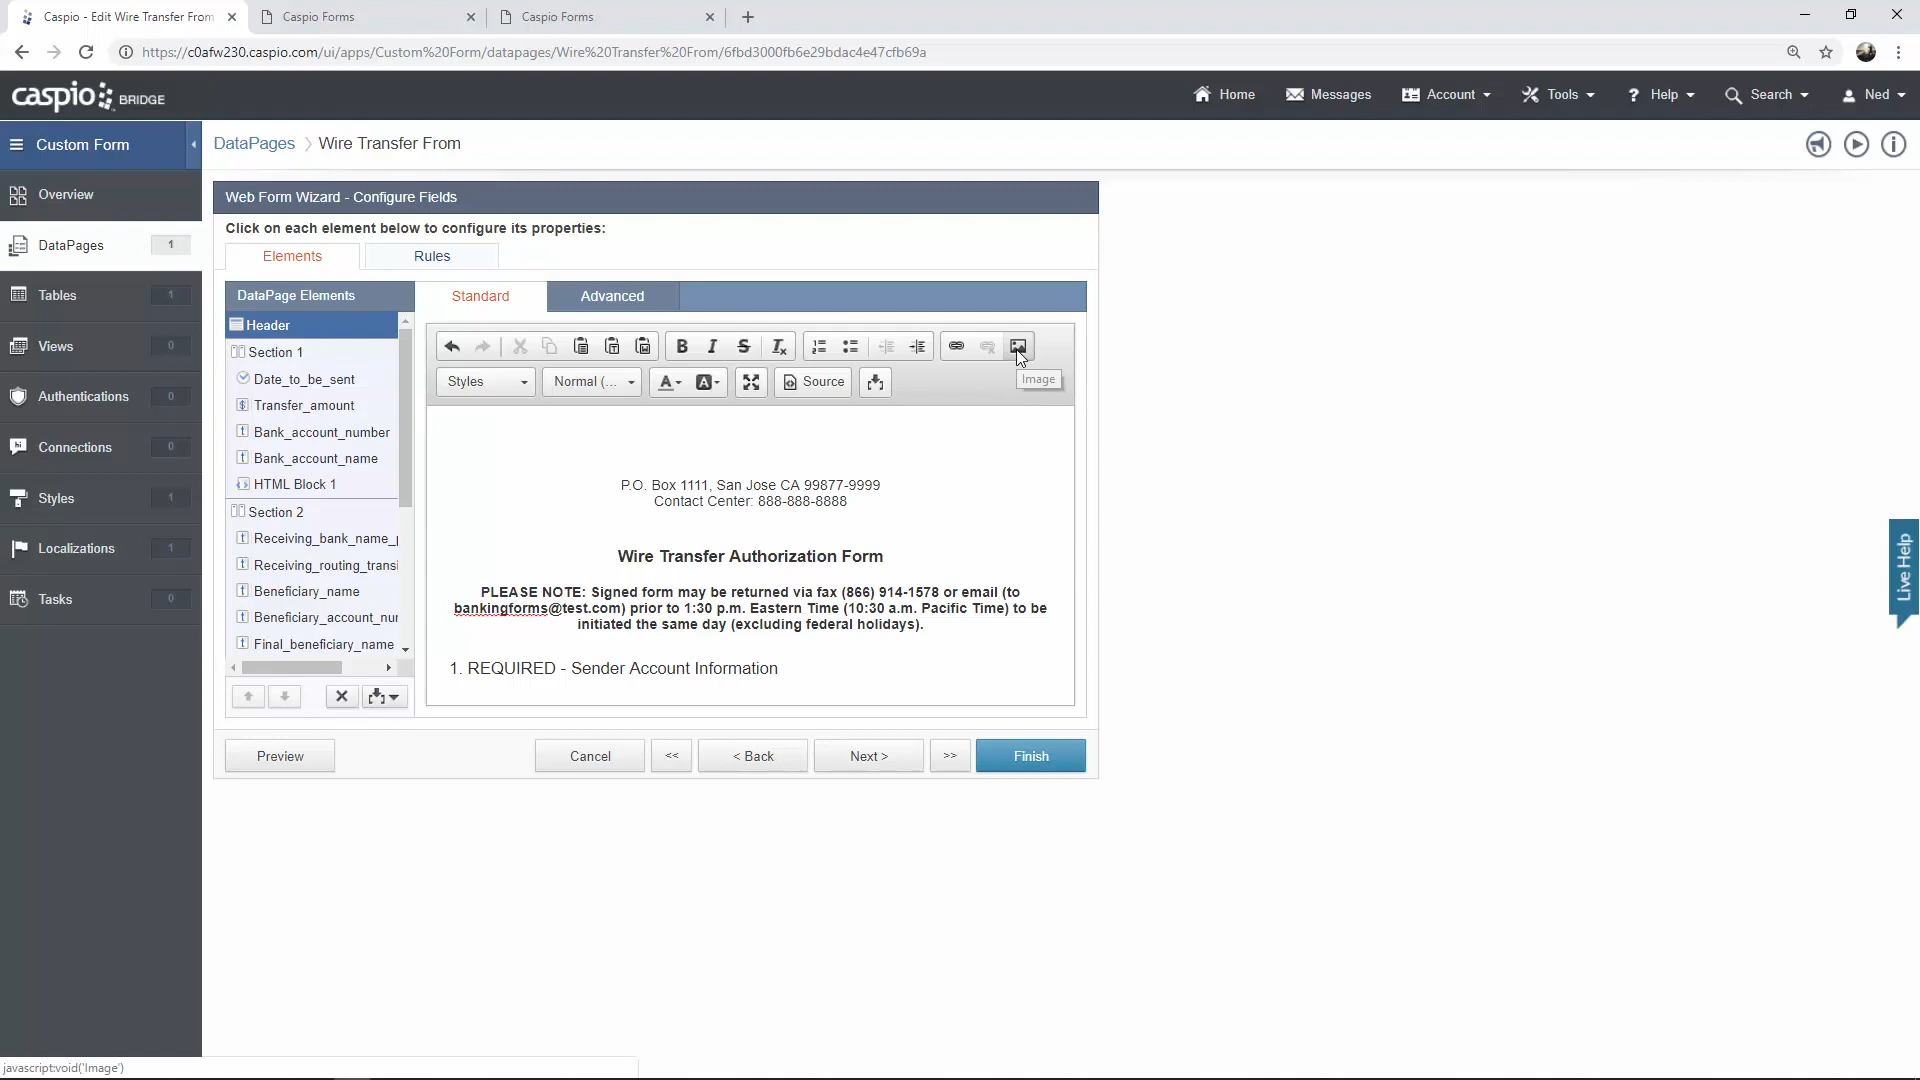 Caspio - Edit Wire Transfer From
Caspio Forms
Caspio Forms
https://c0afw230.caspio.com/ui/apps/Custom%20Form/datapages/Wire%20Transfer%20From/6fbd3000fb6e29bdac4e47cfb69a
caspio BRIDGE
Home
Messages
Account
Tools
? Help
Search
Ned
Custom Form
DataPages
Wire Transfer From
Overview
DataPages 1
Tables 1
Views 0
Authentications 0
Connections 0
Styles 1
Localizations 1
Tasks 0
Web Form Wizard - Configure Fields
Click on each element below to configure its properties:
Elements
Rules
DataPage Elements
Standard
Advanced
Header
Section 1
Date_to_be_sent
Transfer_amount
Bank_account_number
Bank_account_name
HTML Block 1
Section 2
Receiving_bank_name_
Receiving_routing_trans
Beneficiary_name
Beneficiary_account_nu
Final_beneficiary_name
Styles
Normal (...
Source
Image
P.O. Box 1111, San Jose CA 99877-9999
Contact Center: 888-888-8888
Wire Transfer Authorization Form
PLEASE NOTE: Signed form may be returned via fax (866) 914-1578 or email (to
bankingforms@test.com) prior to 1:30 p.m. Eastern Time (10:30 a.m. Pacific Time) to be
initiated the same day (excluding federal holidays).
1. REQUIRED - Sender Account Information
Preview
Cancel
<<
< Back
Next >
>>
Finish
Live Help
javascript:void('Image')